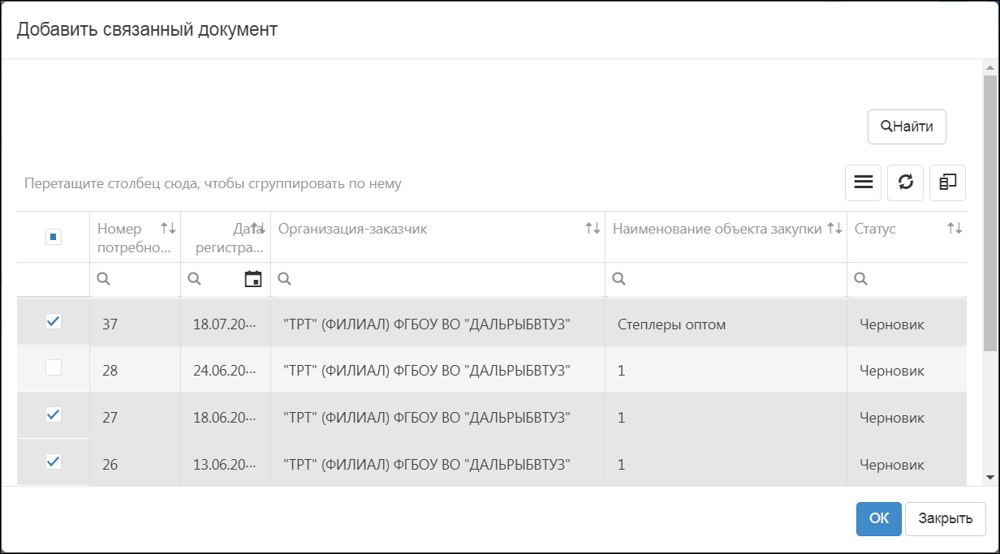 Добавить связанный документ
Найти
Перетащите столбец сюда, чтобы сгруппировать по нему
Номер потребно... Дата регистра... Организация-заказчик Наименование объекта закупки Статус
37 18.07.20... "ТРТ" (ФИЛИАЛ) ФГБОУ ВО "ДАЛЬРЫБВТУЗ" Степлеры оптом Черновик
28 24.06.20... "ТРТ" (ФИЛИАЛ) ФГБОУ ВО "ДАЛЬРЫБВТУЗ" 1 Черновик
27 18.06.20... "ТРТ" (ФИЛИАЛ) ФГБОУ ВО "ДАЛЬРЫБВТУЗ" 1 Черновик
26 13.06.20... "ТРТ" (ФИЛИАЛ) ФГБОУ ВО "ДАЛЬРЫБВТУЗ" 1 Черновик
ОК Закрыть